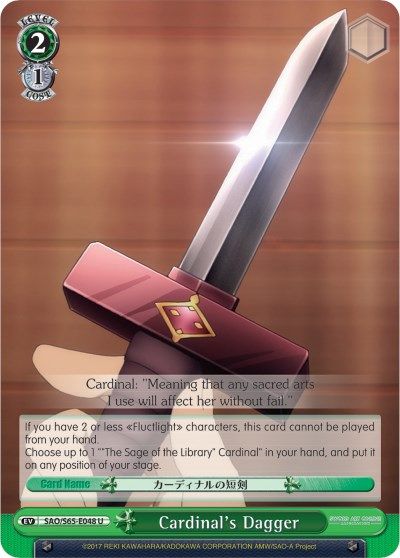 LEVEL
2
1
COST
Cardinal: "Meaning that any sacred arts
I use will affect her without fail."
If you have 2 or less «Fluctlight» characters, this card cannot be played
from your hand.
Choose up to 1 ""The Sage of the Library" Cardinal" in your hand, and put it
on any position of your stage.
Card Name カーディナルの短剣
EV SAO/S65-E048 U Cardinal's Dagger
©2017 REKI KAWAHARA/KADOKAWA CORPORATION AMW/SAO-A Project